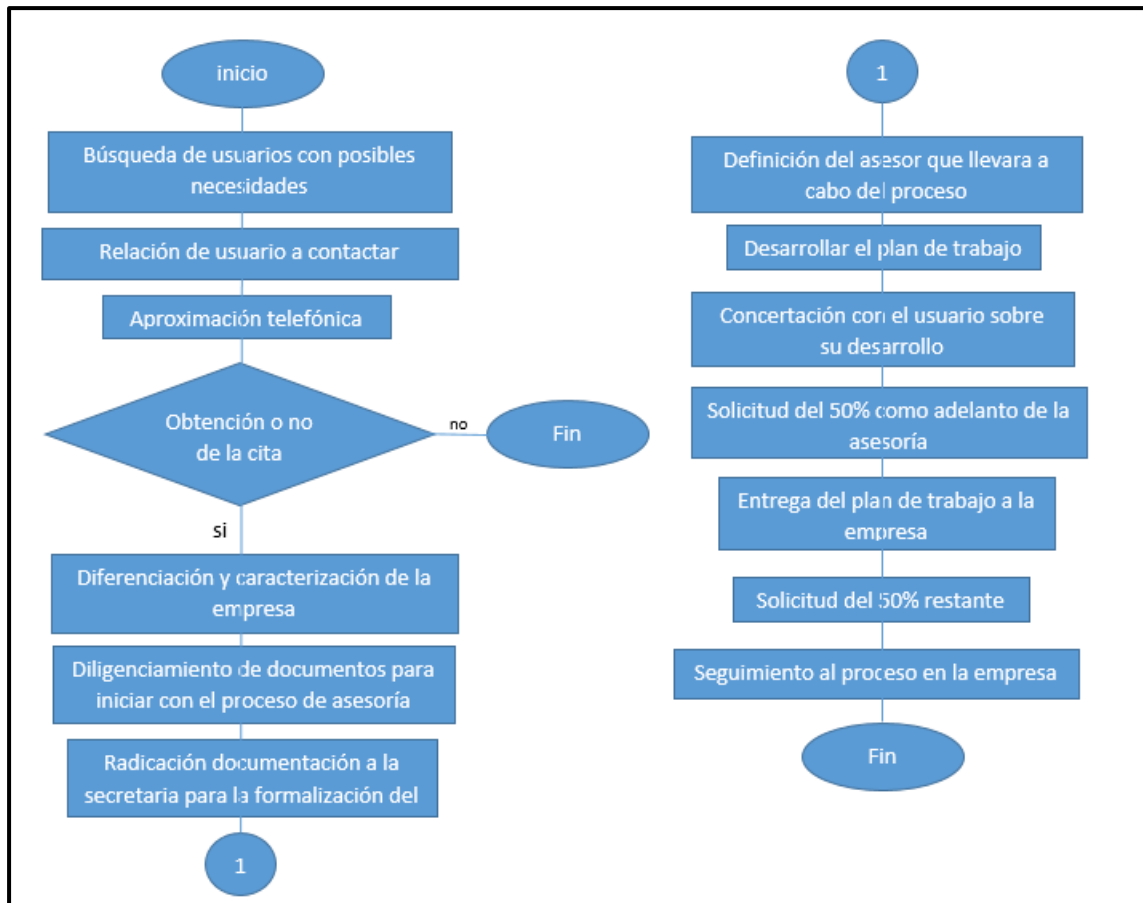 inicio
Búsqueda de usuarios con posibles
necesidades
Relación de usuario a contactar
Aproximación telefónica
Obtención o no
de la cita
no
Fin
si
Diferenciación y caracterización de la
empresa
Diligenciamiento de documentos para
iniciar con el proceso de asesoría
Radicación documentación a la
secretaria para la formalización del
1
1
Definición del asesor que llevara a
cabo del proceso
Desarrollar el plan de trabajo
Concertación con el usuario sobre
su desarrollo
Solicitud del 50% como adelanto de la
asesoría
Entrega del plan de trabajo a la
empresa
Solicitud del 50% restante
Seguimiento al proceso en la empresa
Fin